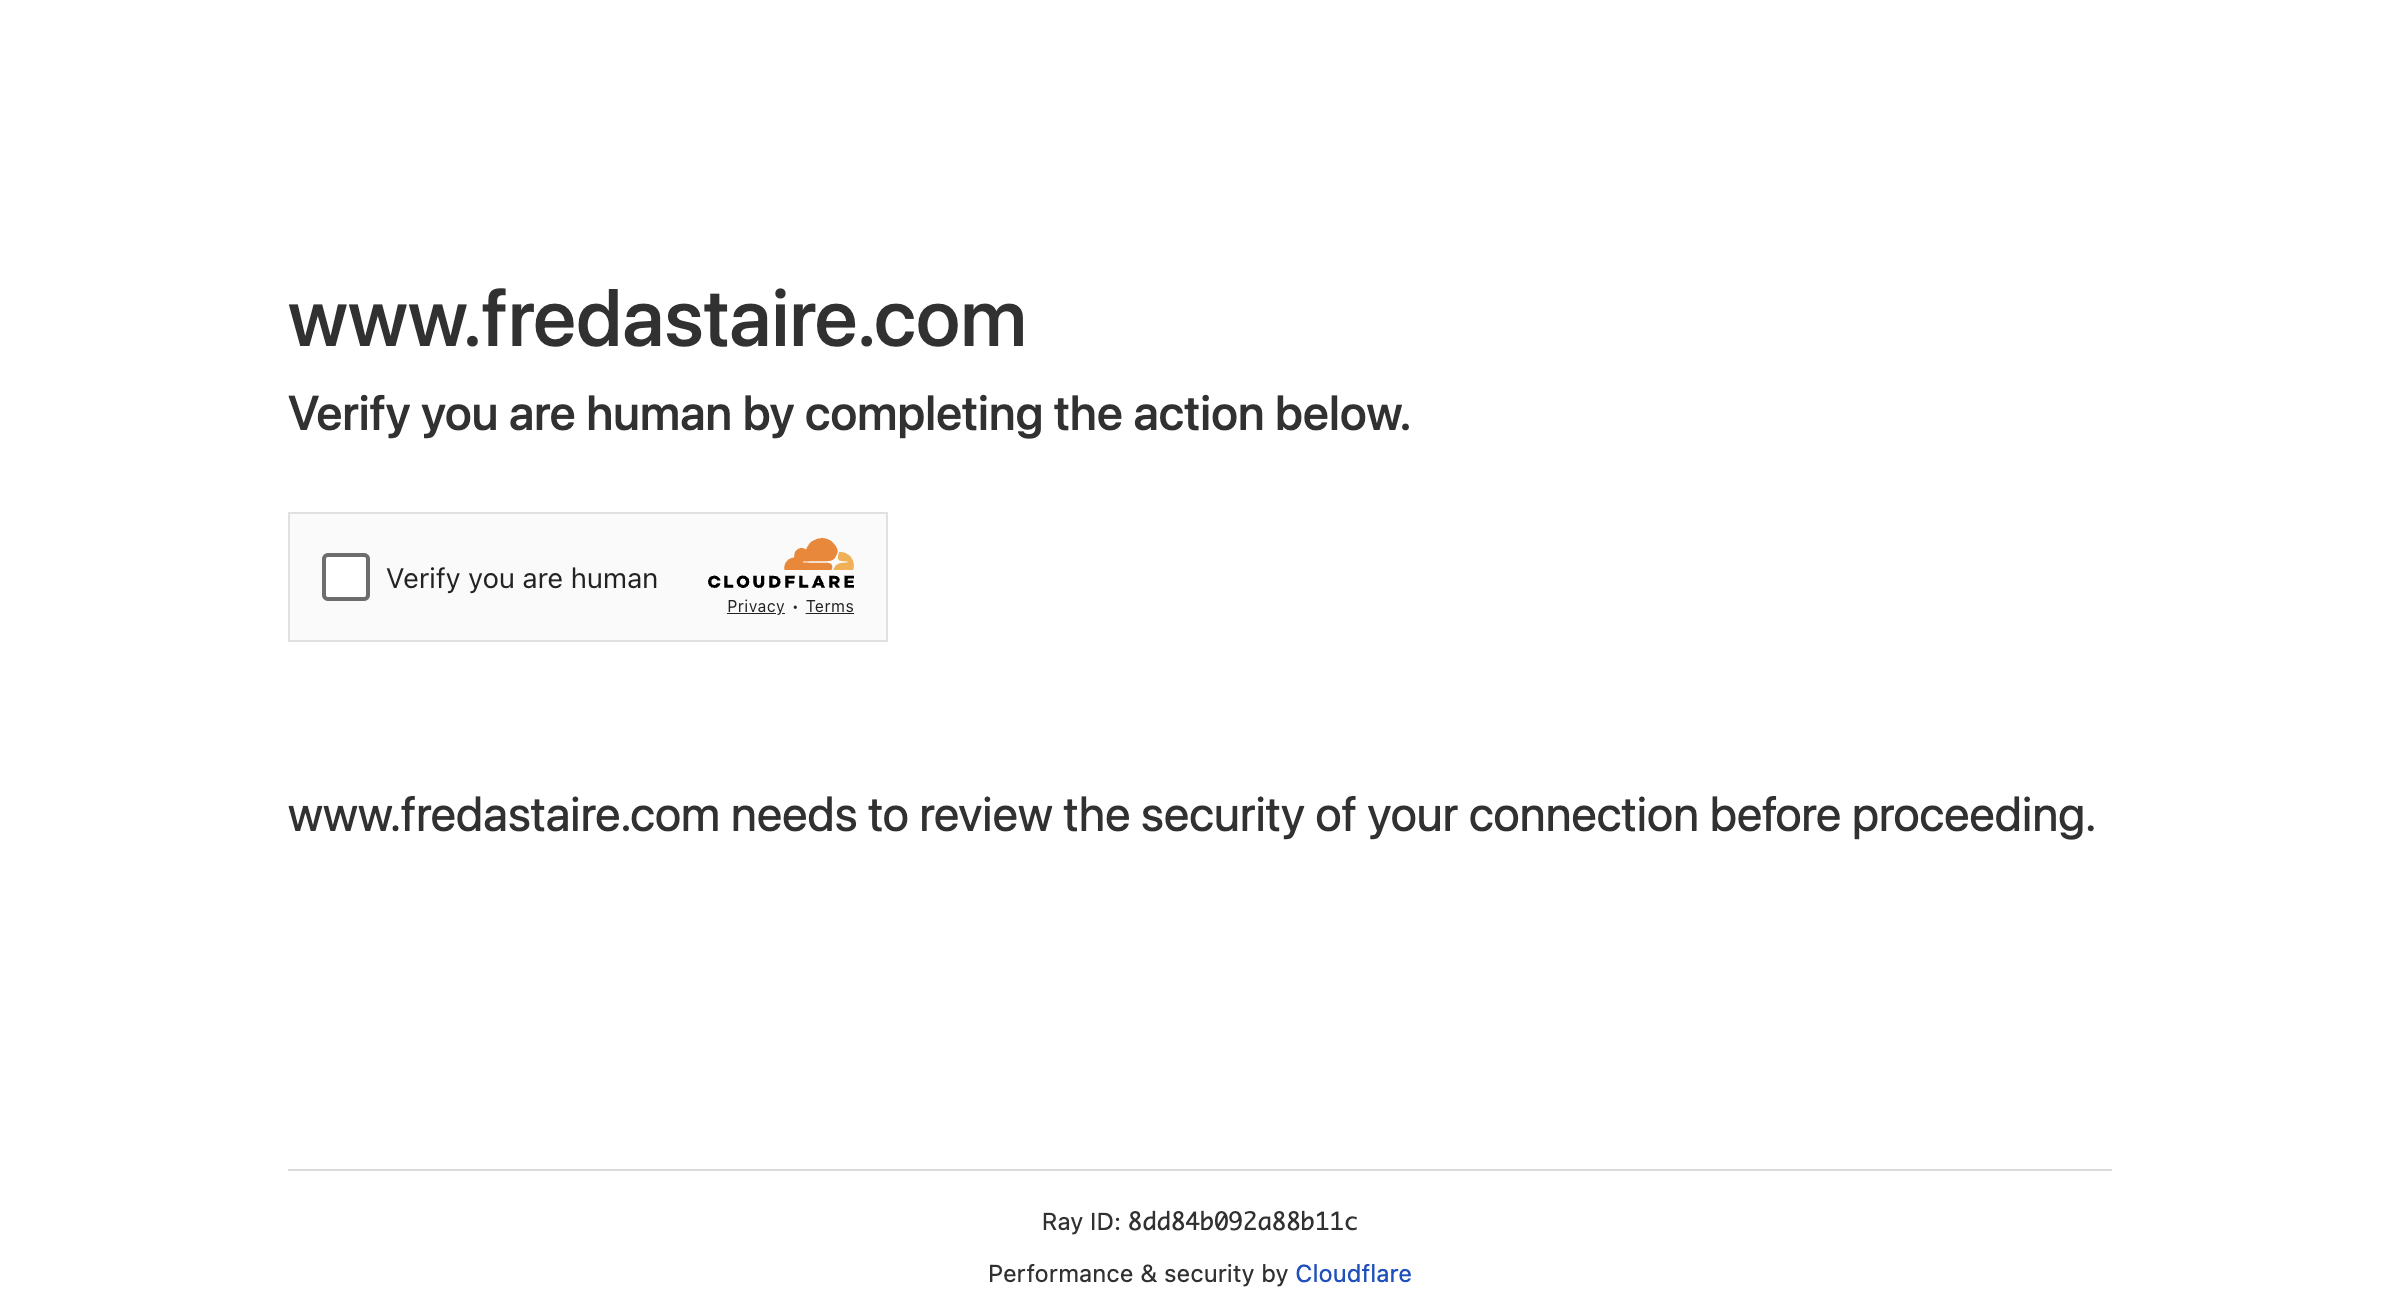 www.fredastaire.com
Verify you are human by completing the action below.
Verify you are human
CLOUDFLARE
Privacy • Terms
www.fredastaire.com needs to review the security of your connection before proceeding.
Ray ID: 8dd84b092a88b11c
Performance & security by Cloudflare